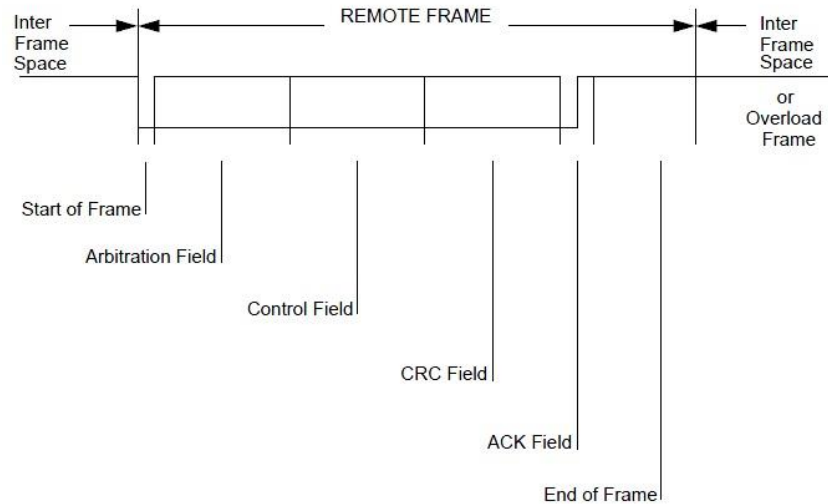 Inter
Frame
Space
REMOTE FRAME
Inter
Frame
Space
or
Overload
Frame
Start of Frame
Arbitration Field
Control Field
CRC Field
ACK Field
End of Frame